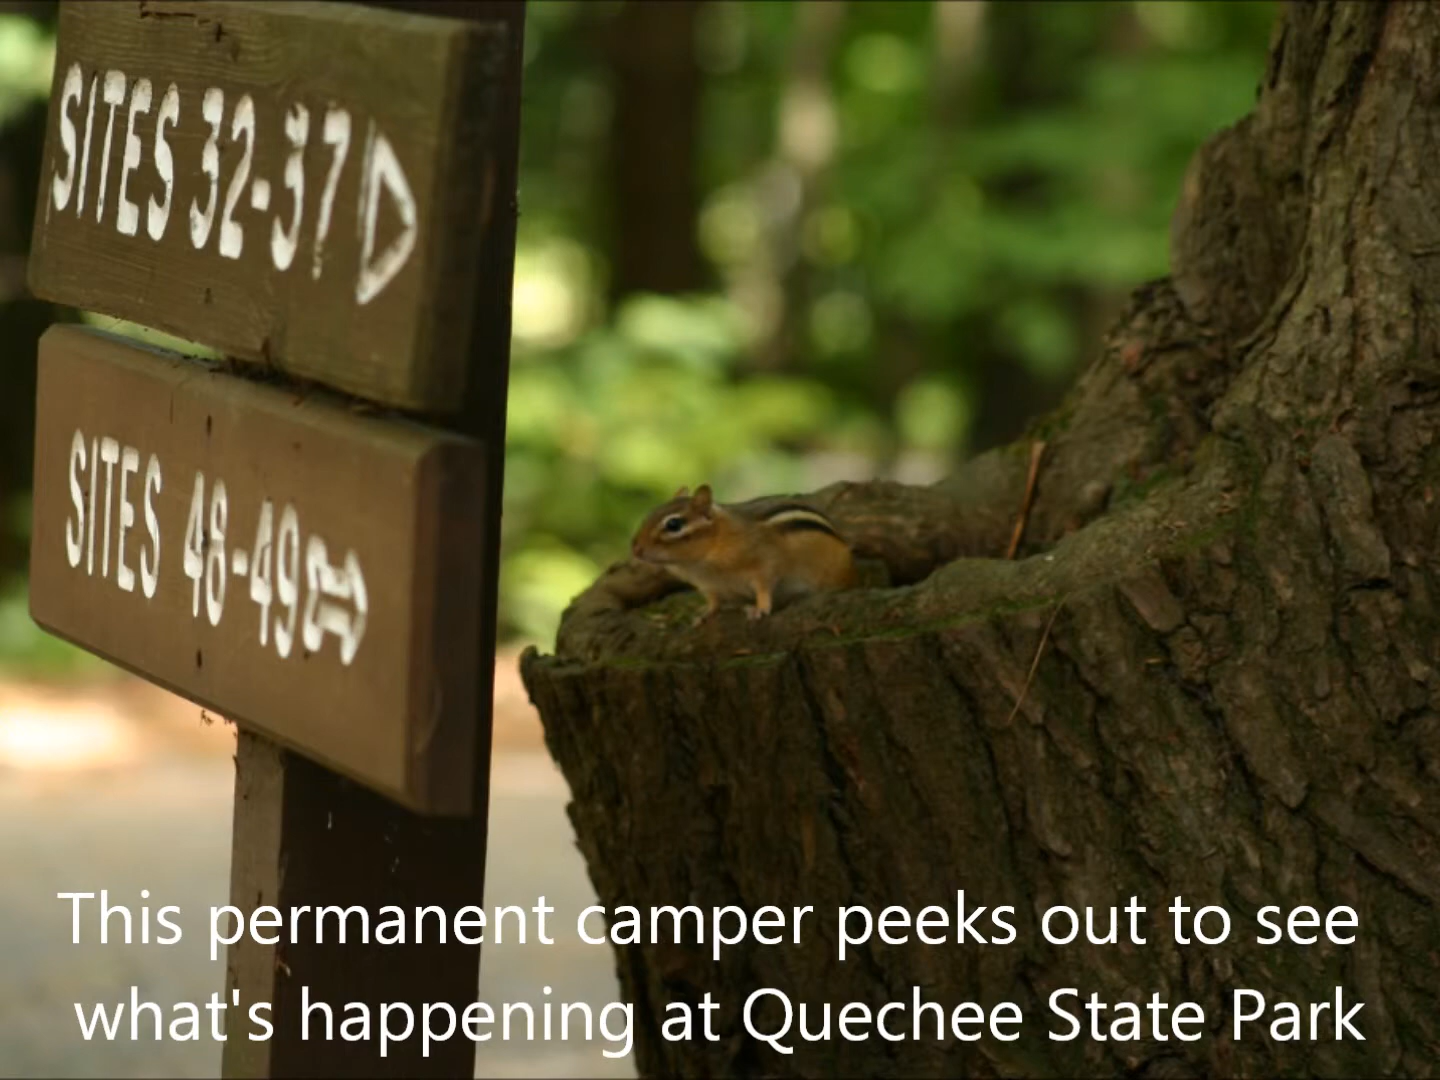 SITES 32-37
SITES 48-49
This permanent camper peeks out to see
what's happening at Quechee State Park